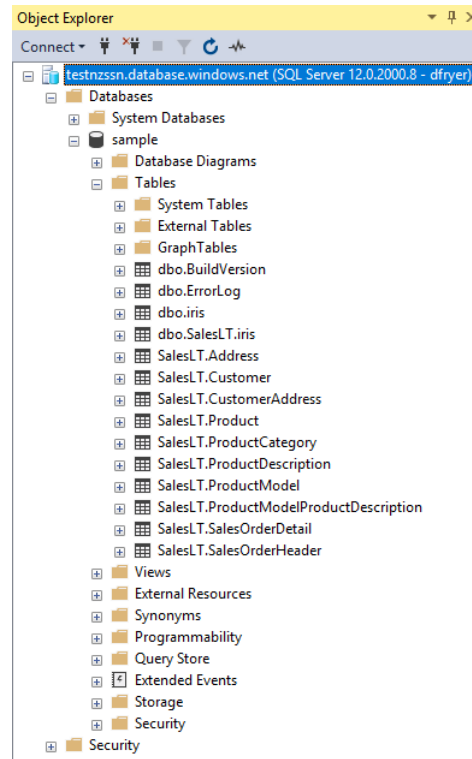 Object Explorer
Connect
testnzssn.database.windows.net (SQL Server 12.0.2000.8 - dfryer)
Databases
System Databases
sample
Database Diagrams
Tables
System Tables
External Tables
GraphTables
dbo.BuildVersion
dbo.ErrorLog
dbo.iris
dbo.SalesLT.iris
SalesLT.Address
SalesLT.Customer
SalesLT.CustomerAddress
SalesLT.Product
SalesLT.ProductCategory
SalesLT.ProductDescription
SalesLT.ProductModel
SalesLT.ProductModelProductDescription
SalesLT.SalesOrderDetail
SalesLT.SalesOrderHeader
Views
External Resources
Synonyms
Programmability
Query Store
Extended Events
Storage
Security
Security